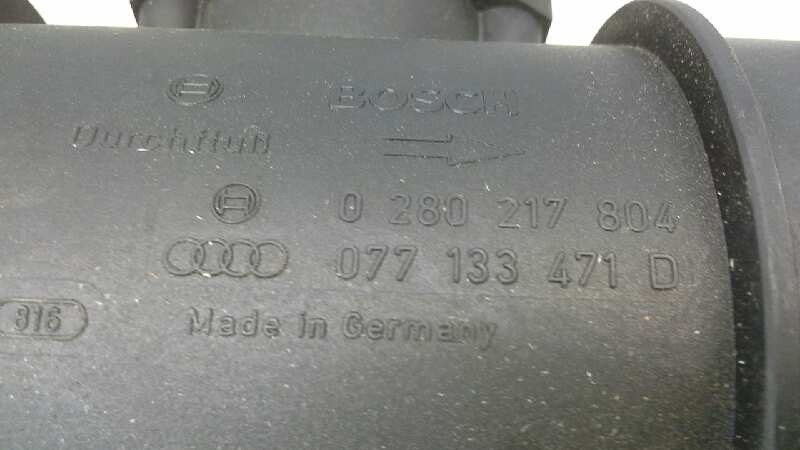 BOSCH
Durchfluß
0 280 217 804
077 133 471 D
816
Made in Germany